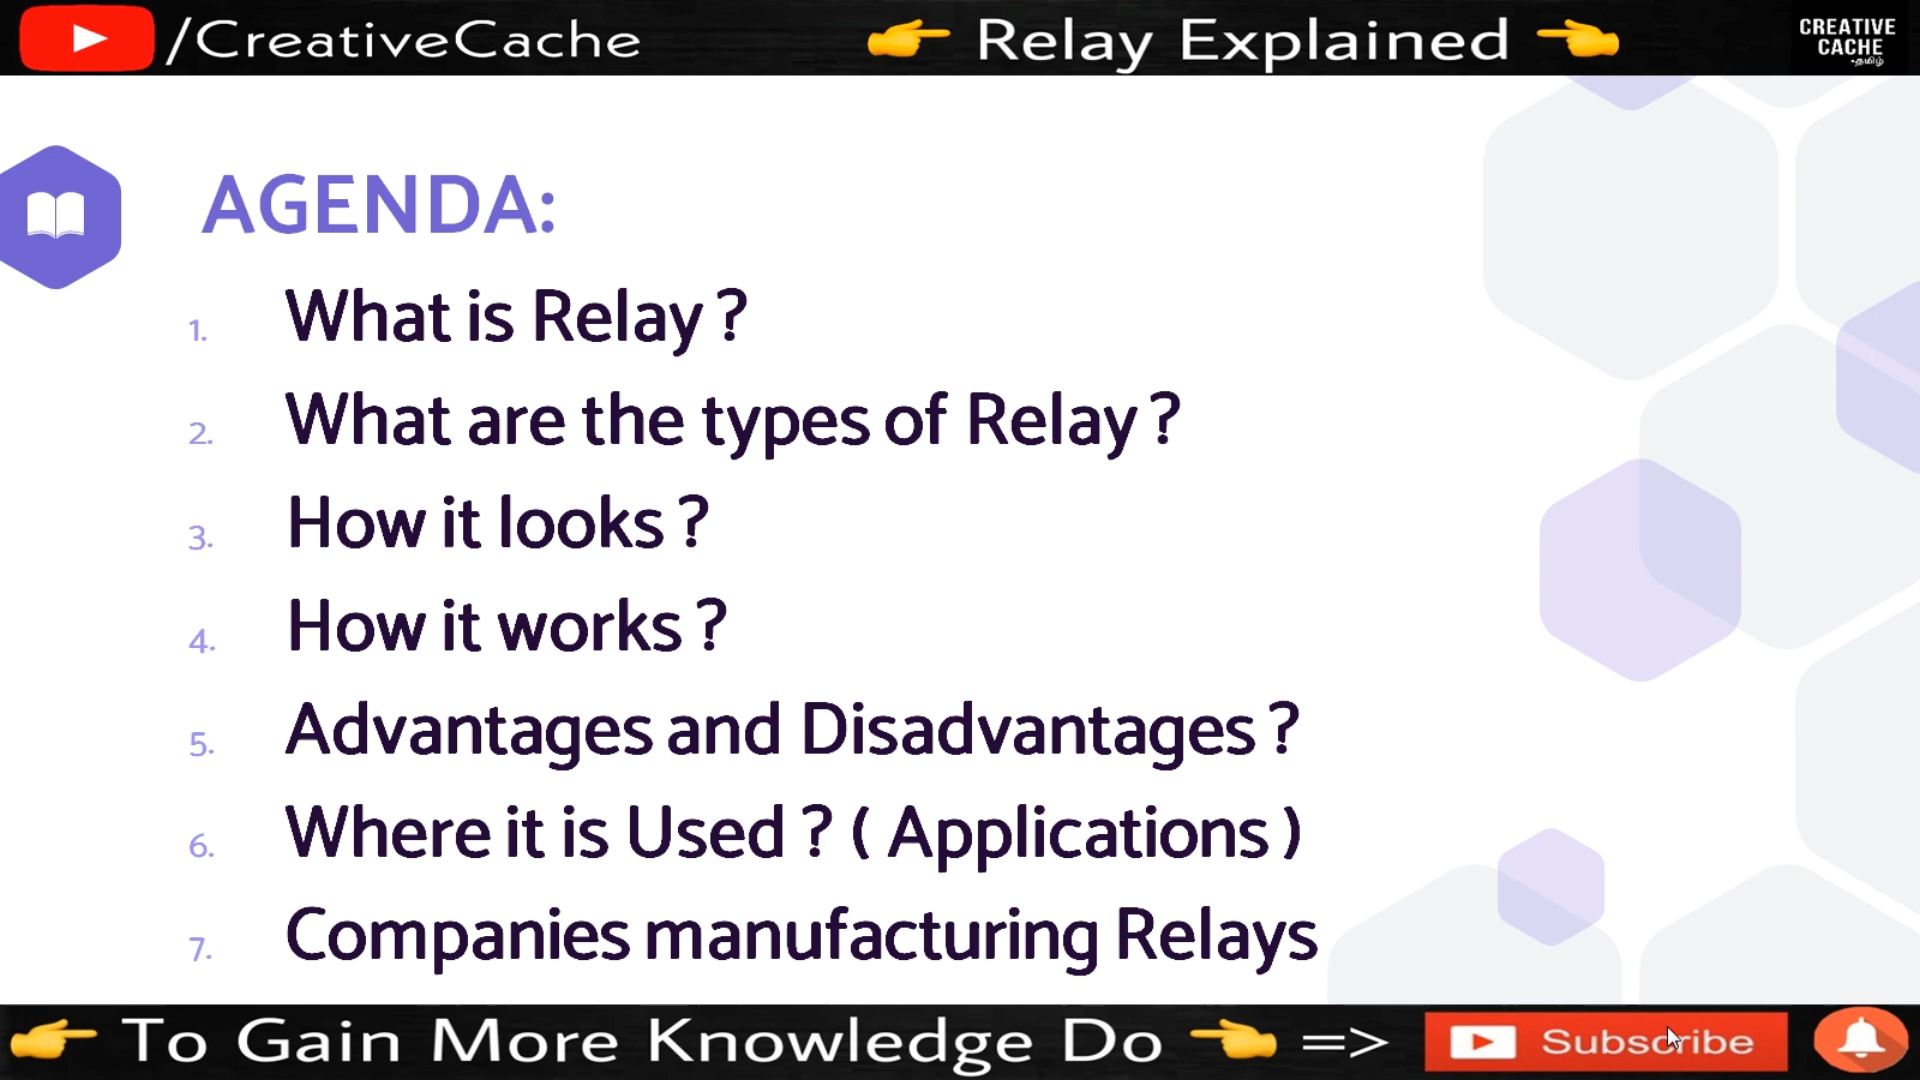 /CreativeCache
Relay Explained
CREATIVE
CACHE
-தமிழ்
AGENDA:
1. What is Relay ?
2. What are the types of Relay ?
3. How it looks ?
4. How it works ?
5. Advantages and Disadvantages ?
6. Where it is Used ? ( Applications )
7. Companies manufacturing Relays
To Gain More Knowledge Do => Subscribe